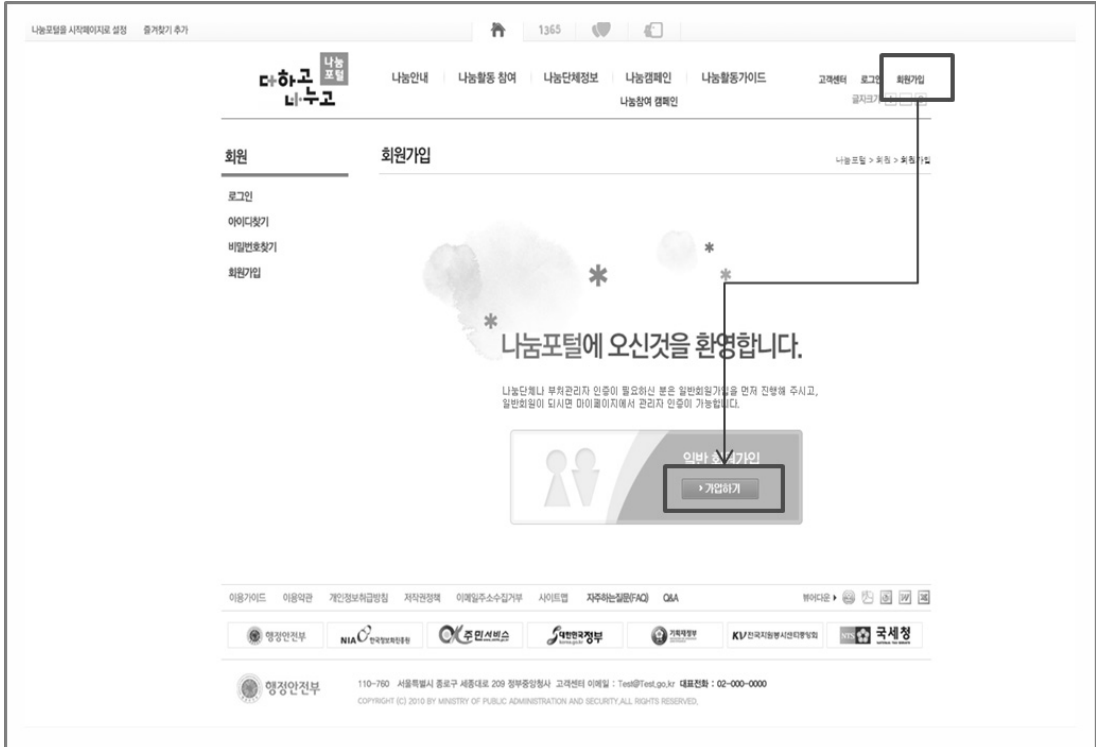 나눔포털을 시작페이지로 설정 즐겨찾기 추가
1365
더하고 나누고 나눔포털
나눔안내 나눔활동 참여 나눔단체정보 나눔캠페인 나눔활동가이드
고객센터 로그인 회원가입
나눔참여 캠페인
글자크기
회원
회원가입
나눔포털 > 회원 > 회원가입
로그인
아이디찾기
비밀번호찾기
회원가입
나눔포털에 오신것을 환영합니다.
나눔단체나 부처관리자 인증이 필요하신 분은 일반회원가입을 먼저 진행해 주시고,
일반회원이 되시면 마이페이지에서 관리자 인증이 가능합니다.
일반 회원가입
가입하기
이용가이드 이용약관 개인정보취급방침 저작권정책 이메일주소수집거부 사이트맵 자주하는질문(FAQ) Q&A
뷰어다운
행정안전부 NIA 한국정보화진흥원 OK주민서비스 대한민국정부 korea.go.kr 기획재정부 KV 전국자원봉사센터중앙회 NTS 국세청
행정안전부
110-760 서울특별시 종로구 세종대로 209 정부중앙청사 고객센터 이메일 : Test@Test.go.kr 대표전화 : 02-000-0000
COPYRIGHT (C) 2010 BY MINISTRY OF PUBLIC ADMINISTRATION AND SECURITY,ALL RIGHTS RESERVED.